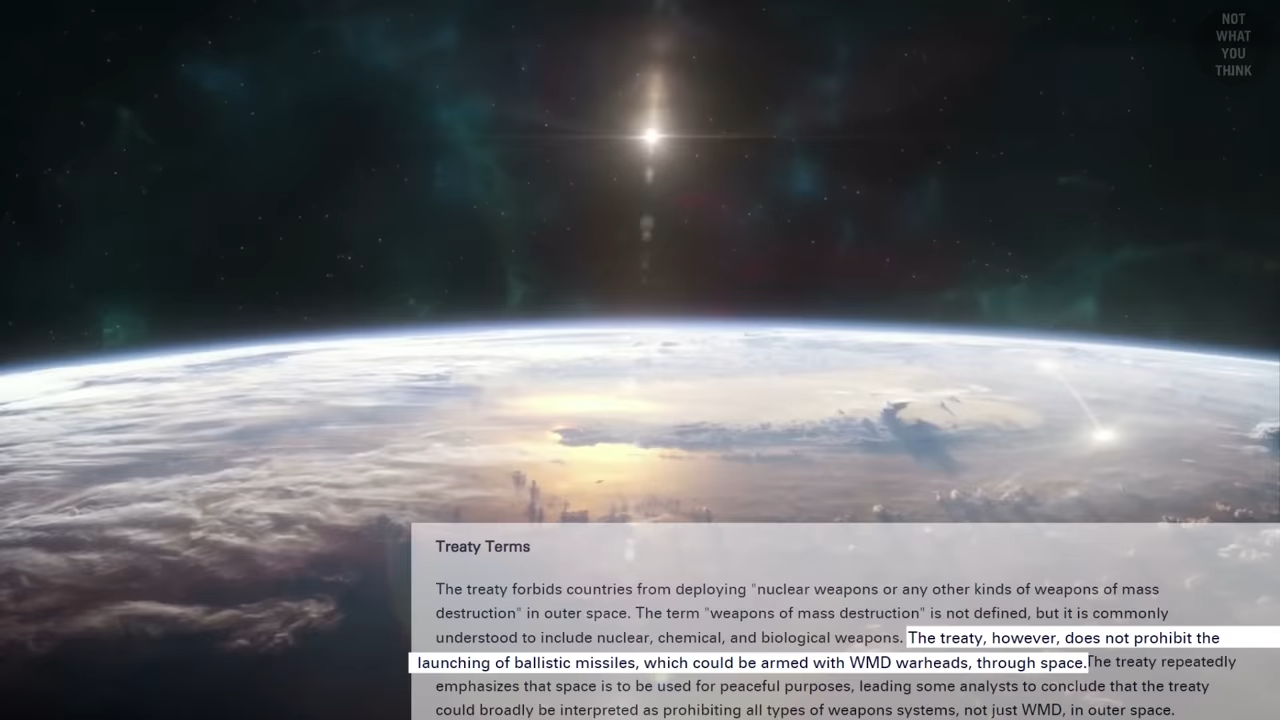 NOT
WHAT
YOU
THINK
Treaty Terms
The treaty forbids countries from deploying "nuclear weapons or any other kinds of weapons of mass
destruction" in outer space. The term "weapons of mass destruction" is not defined, but it is commonly
understood to include nuclear, chemical, and biological weapons. The treaty, however, does not prohibit the
launching of ballistic missiles, which could be armed with WMD warheads, through space.The treaty repeatedly
emphasizes that space is to be used for peaceful purposes, leading some analysts to conclude that the treaty
could broadly be interpreted as prohibiting all types of weapons systems, not just WMD, in outer space.